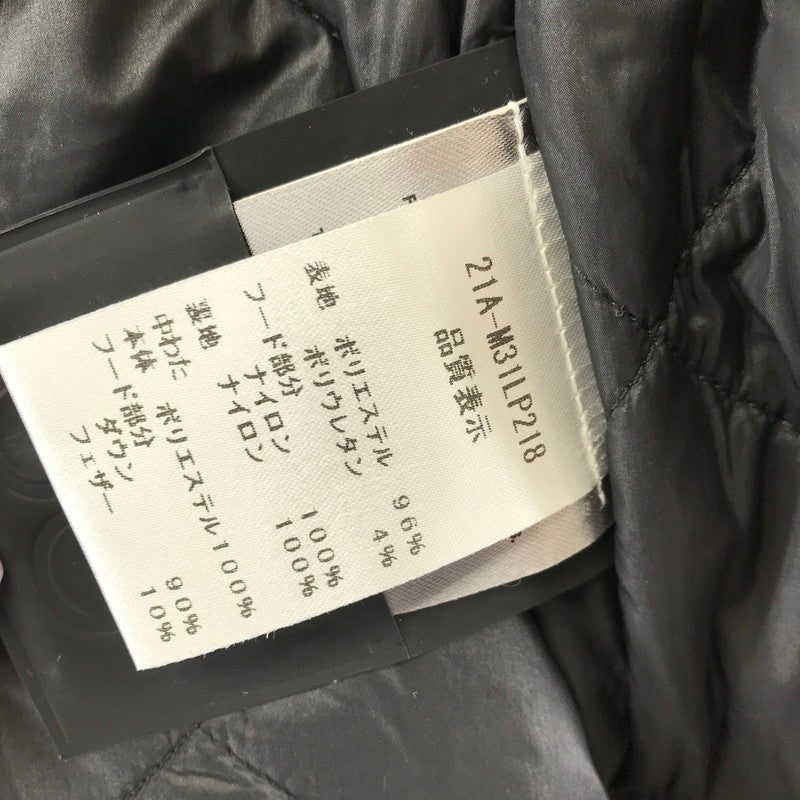 21A-M31LP218
品質表示
表地 ポリエステル 96%
ポリウレタン 4%
フード部分
ナイロン 100%
裏地 ナイロン 100%
中わた
本体 ポリエステル100%
フード部分
ダウン 90%
フェザー 10%